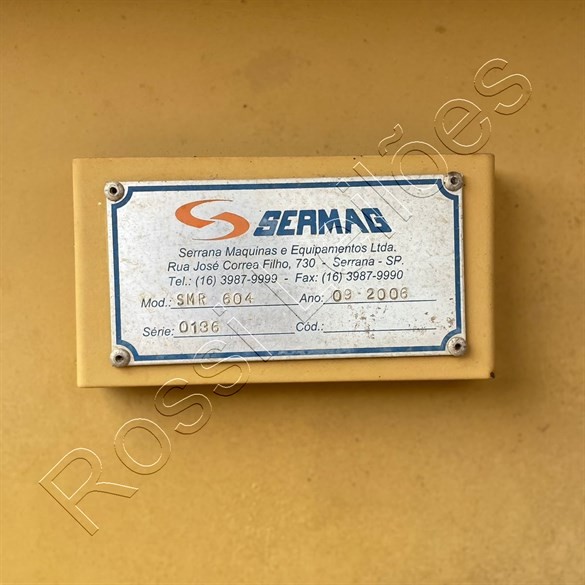 SERMAG
Serrana Maquinas e Equipamentos Ltda.
Rua José Correa Filho, 730 - Serrana - SP.
Tel.: (16) 3987-9999 - Fax: (16) 3987-9990
Mod.: SMR 604 Ano: 09 2006
Série: 0136 Cód.:
Rossi Leilões